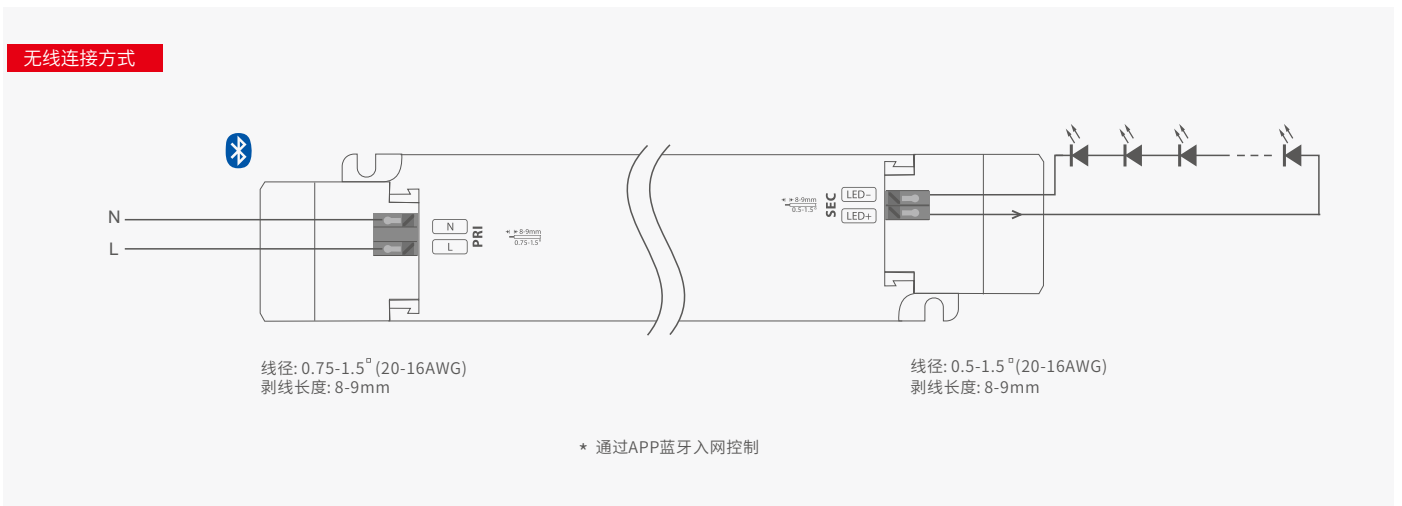 无线连接方式
N
L
N
L
PRI
8-9mm
0.75-1.5□
8-9mm
0.5-1.5□
SEC
LED-
LED+
线径: 0.75-1.5□(20-16AWG)
剥线长度: 8-9mm
线径: 0.5-1.5□(20-16AWG)
剥线长度: 8-9mm
* 通过APP蓝牙入网控制